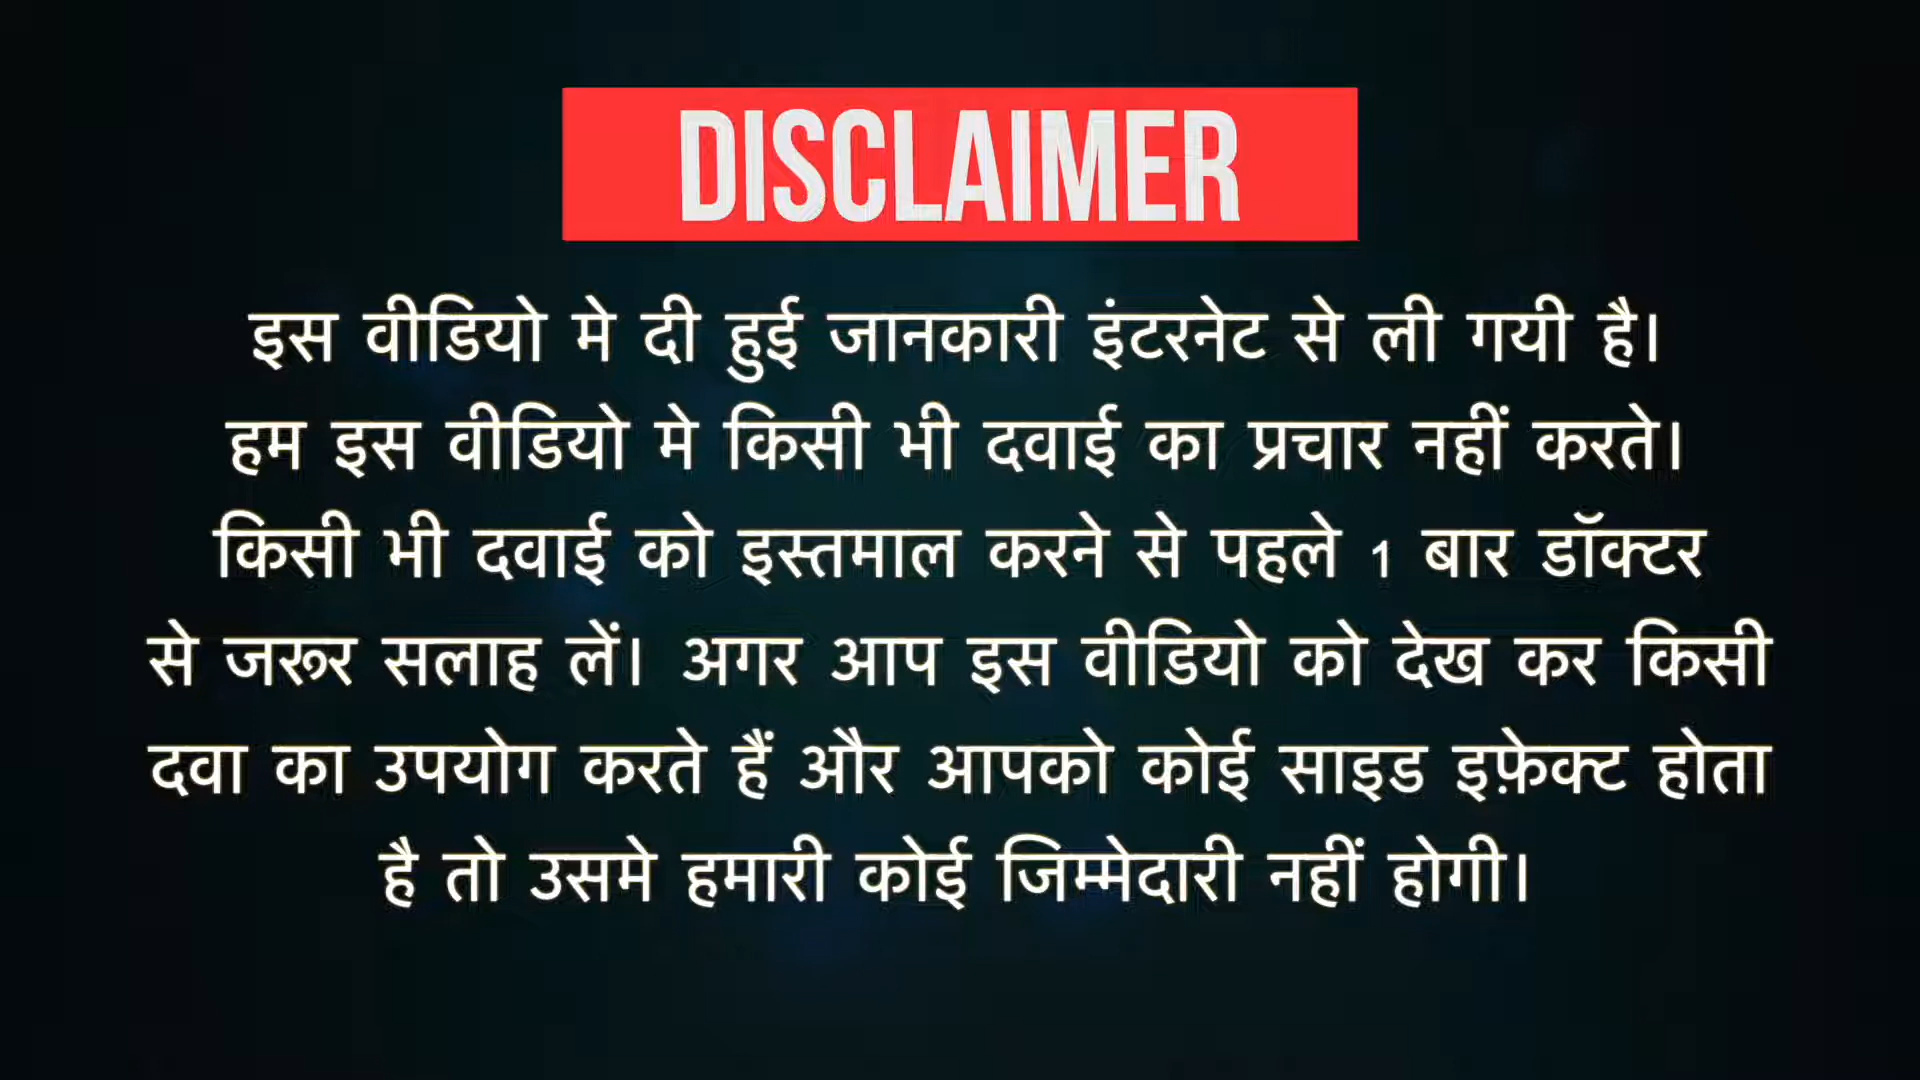 DISCLAIMER
इस वीडियो मे दी हुई जानकारी इंटरनेट से ली गयी है।
हम इस वीडियो मे किसी भी दवाई का प्रचार नहीं करते।
किसी भी दवाई को इस्तमाल करने से पहले 1 बार डॉक्टर
से जरूर सलाह लें। अगर आप इस वीडियो को देख कर किसी
दवा का उपयोग करते हैं और आपको कोई साइड इफ़ेक्ट होता
है तो उसमे हमारी कोई जिम्मेदारी नहीं होगी।